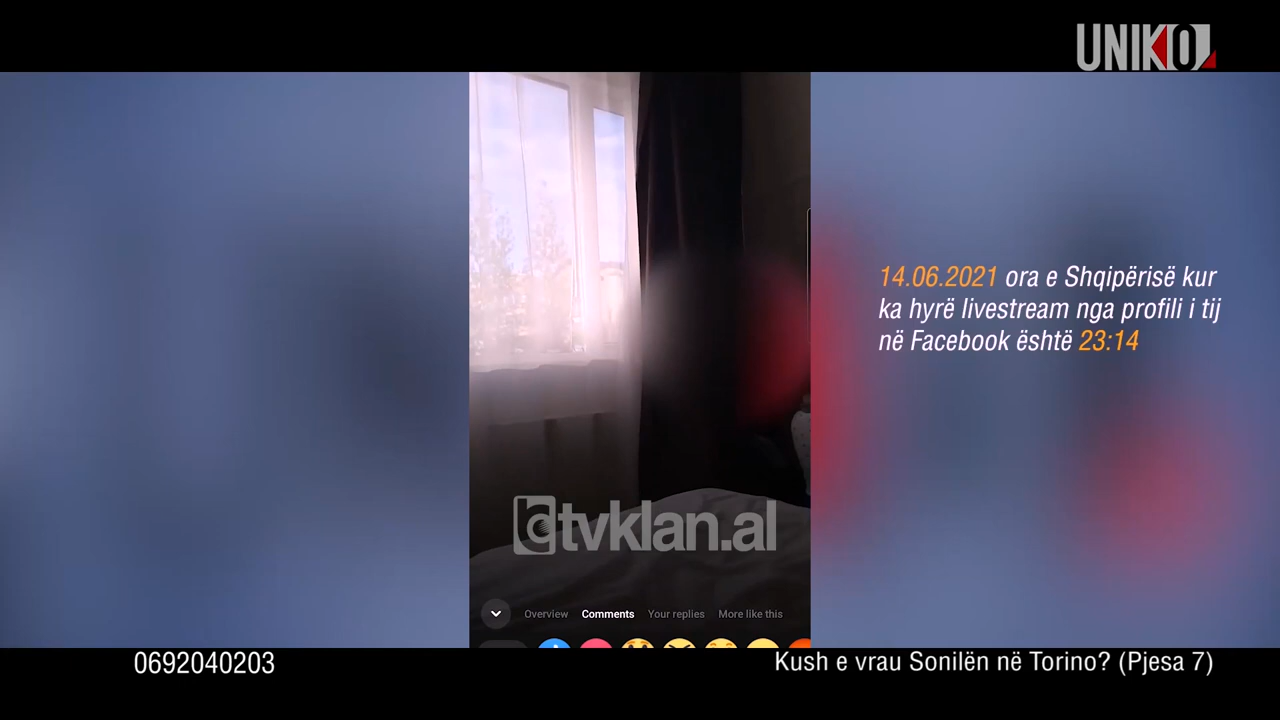 UNIKO
14.06.2021 ora e Shqipërisë kur
ka hyrë livestream nga profili i tij
në Facebook është 23:14
tvklan.al
Overview Comments Your replies More like this
0692040203
Kush e vrau Sonilën në Torino? (Pjesa 7)